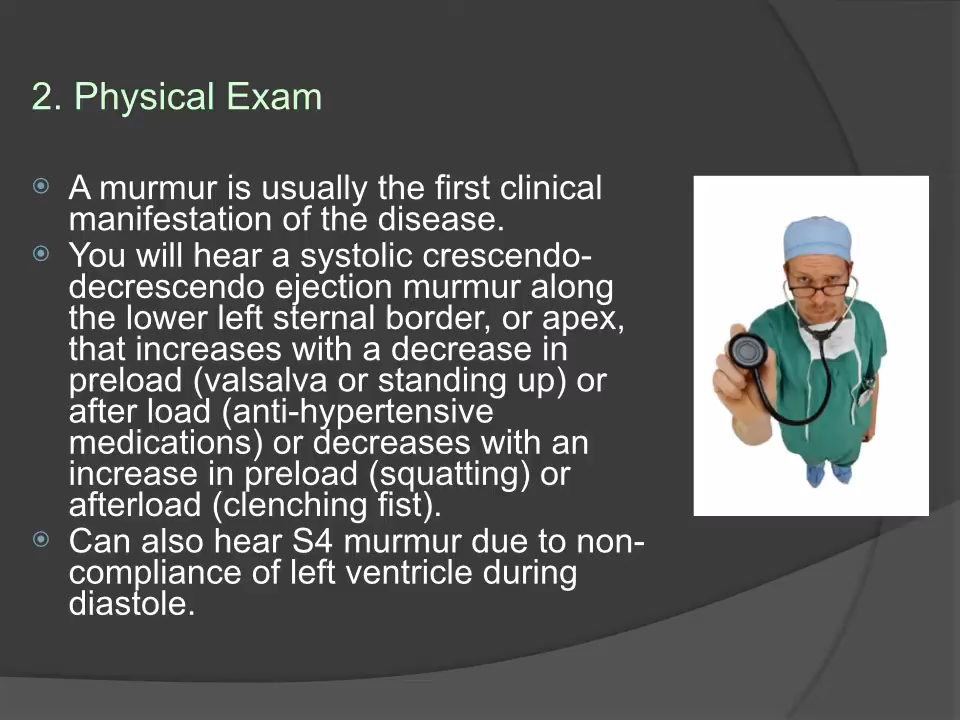 2. Physical Exam
A murmur is usually the first clinical
manifestation of the disease.
You will hear a systolic crescendo-
decrescendo ejection murmur along
the lower left sternal border, or apex,
that increases with a decrease in
preload (valsalva or standing up) or
after load (anti-hypertensive
medications) or decreases with an
increase in preload (squatting) or
afterload (clenching fist).
Can also hear S4 murmur due to non-
compliance of left ventricle during
diastole.